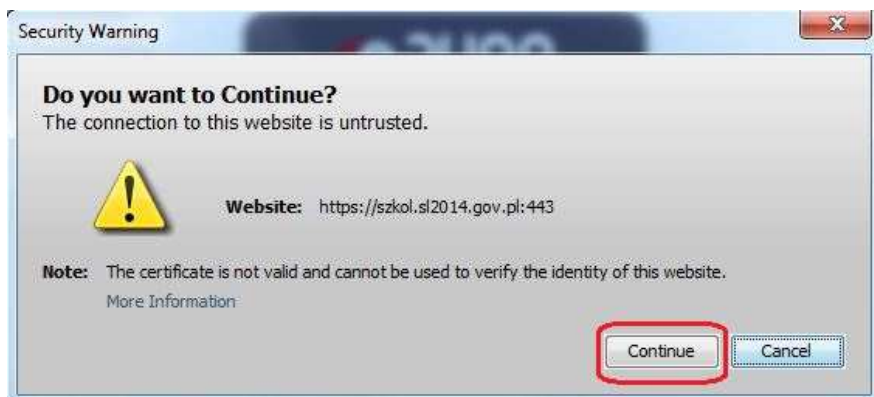 Security Warning
Do you want to Continue?
The connection to this website is untrusted.
Website: https://szkol.sl2014.gov.pl:443
Note: The certificate is not valid and cannot be used to verify the identity of this website.
More Information
Continue Cancel